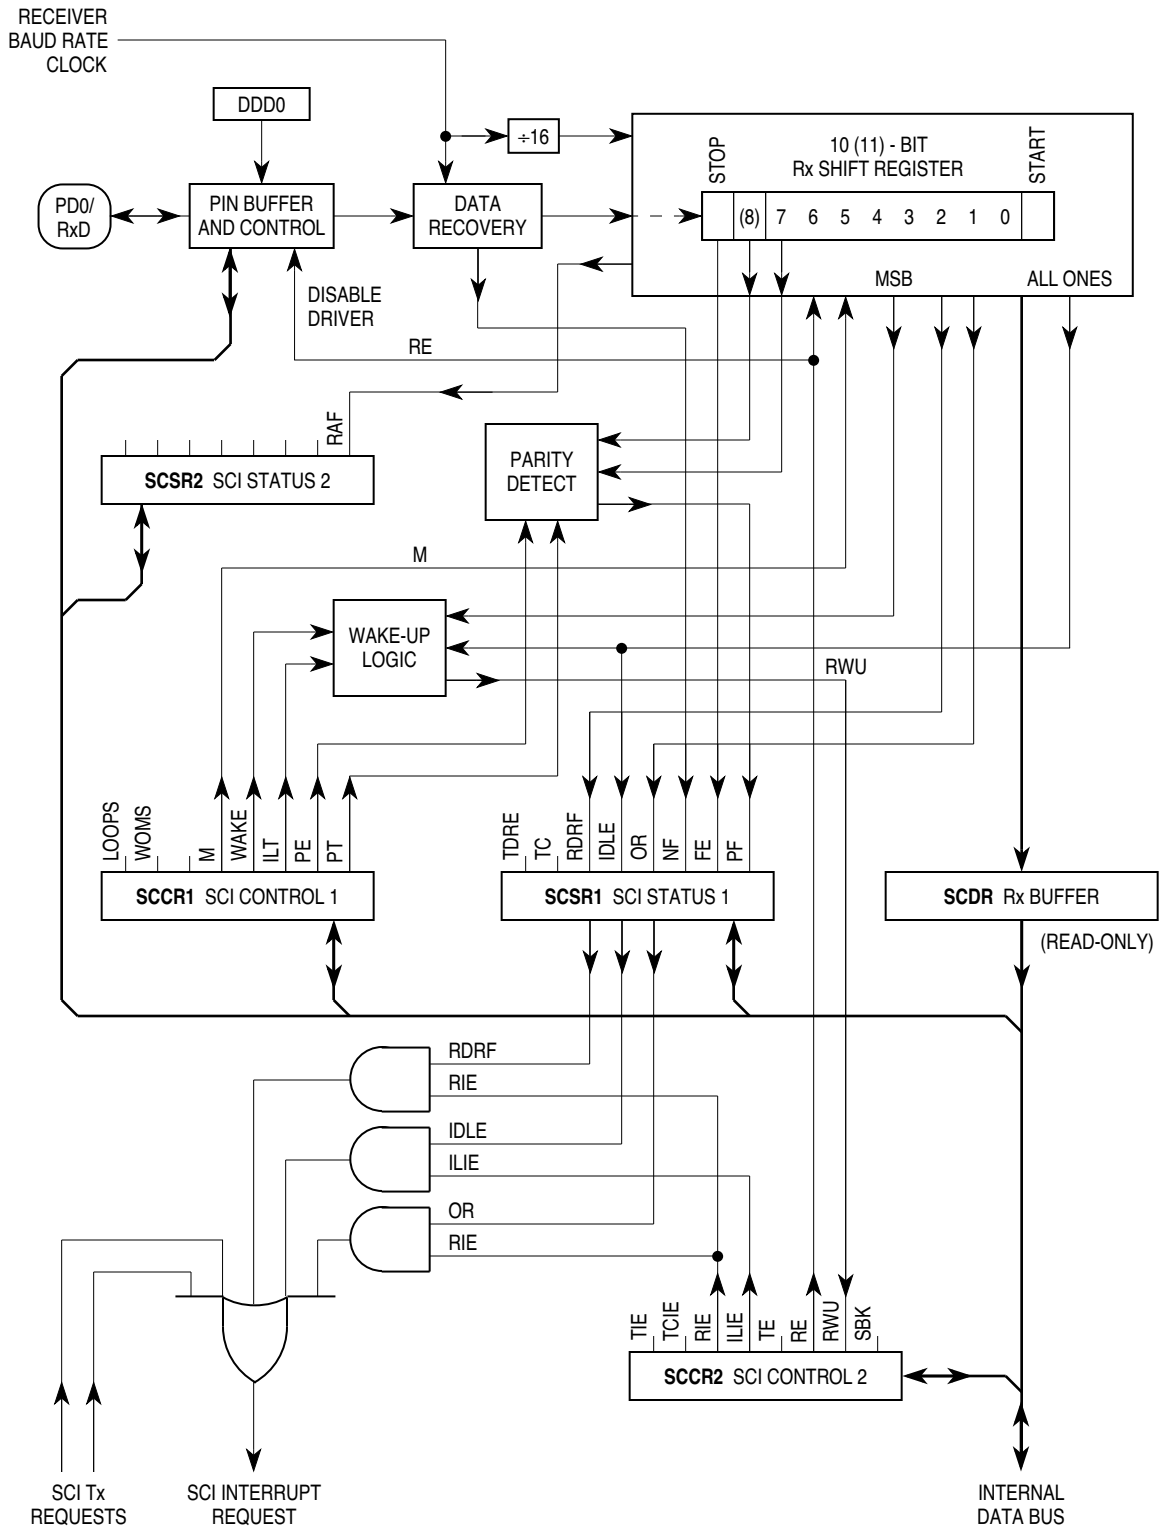 RECEIVER
BAUD RATE
CLOCK
DDD0
÷16
STOP
10 (11) - BIT
Rx SHIFT REGISTER
START
PD0/
RxD
PIN BUFFER
AND CONTROL
DATA
RECOVERY
(8) 7 6 5 4 3 2 1 0
MSB
ALL ONES
DISABLE
DRIVER
RE
RAF
SCSR2 SCI STATUS 2
PARITY
DETECT
M
WAKE-UP
LOGIC
RWU
LOOPS
WOMS
M
WAKE
ILT
PE
PT
TDRE
TC
RDRF
IDLE
OR
NF
FE
PF
SCCR1 SCI CONTROL 1
SCSR1 SCI STATUS 1
SCDR Rx BUFFER
(READ-ONLY)
RDRF
RIE
IDLE
ILIE
OR
RIE
TIE
TCIE
RIE
ILIE
TE
RE
RWU
SBK
SCCR2 SCI CONTROL 2
SCI Tx
REQUESTS
SCI INTERRUPT
REQUEST
INTERNAL
DATA BUS